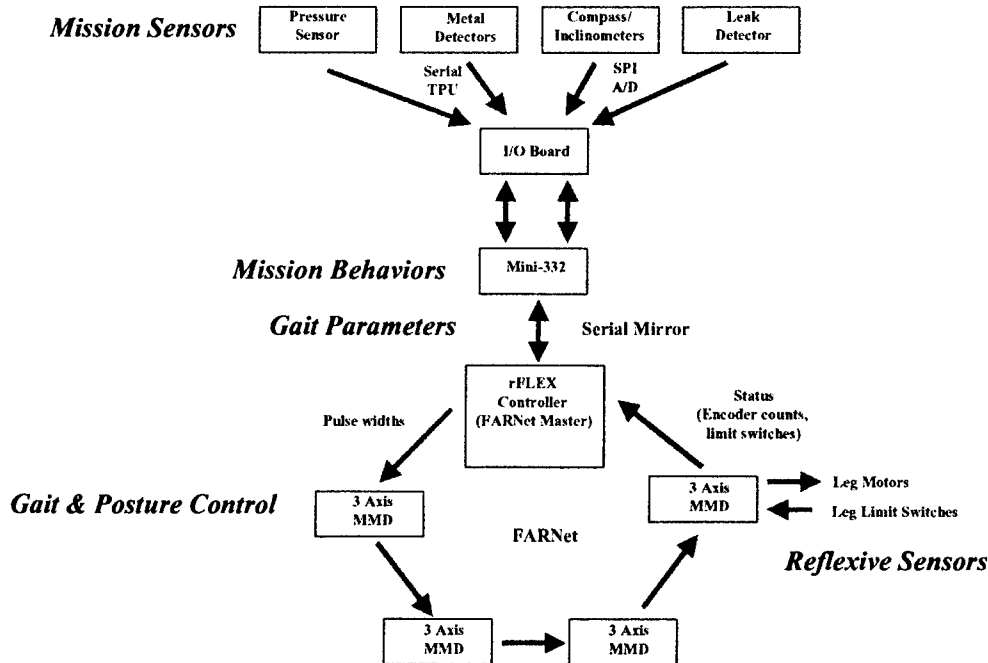 Mission Sensors
Pressure
Sensor
Metal
Detectors
Compass/
Inclinometers
Leak
Detector
Serial
TPU
SPI
A/D
I/O Board
Mission Behaviors
Mini-332
Gait Parameters
Serial Mirror
rFLEX
Controller
(FARNet Master)
Pulse widths
Status
(Encoder counts,
limit switches)
Gait & Posture Control
3 Axis
MMD
3 Axis
MMD
Leg Motors
Leg Limit Switches
FARNet
Reflexive Sensors
3 Axis
MMD
3 Axis
MMD